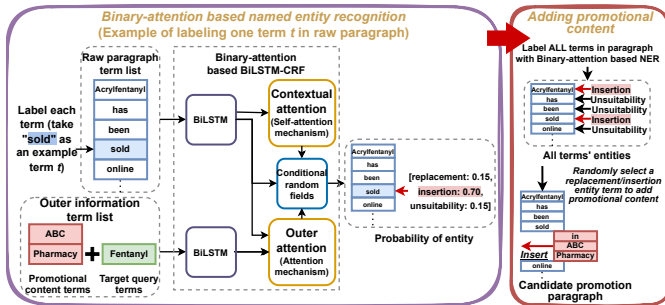 Binary-attention based named entity recognition
(Example of labeling one term t in raw paragraph)
Raw paragraph
term list
Acrylfentanyl
has
been
sold
online
Label each
term (take
"sold" as
an example
term t)
Outer information
term list
ABC
Pharmacy
Fentanyl
Promotional
content terms
Target query
terms
Binary-attention
based BiLSTM-CRF
BiLSTM
BiLSTM
Contextual
attention
(Self-attention
mechanism)
Conditional
random
fields
Outer
attention
(Attention
mechanism)
Acrylfentanyl
has
been
sold
online
[replacement: 0.15,
insertion: 0.70,
unsuitability: 0.15]
Probability of entity
Adding promotional
content
Label ALL terms in paragraph
with Binary-attention based NER
Acrylfentanyl
has
been
sold
online
Insertion
Unsuitability
Unsuitability
Insertion
Unsuitability
All terms' entities
Randomly select a
replacement/insertion
entity term to add
promotional content
Acrylfentanyl
has
been
sold
in
ABC
Pharmacy
Insert
online
Candidate promotion
paragraph